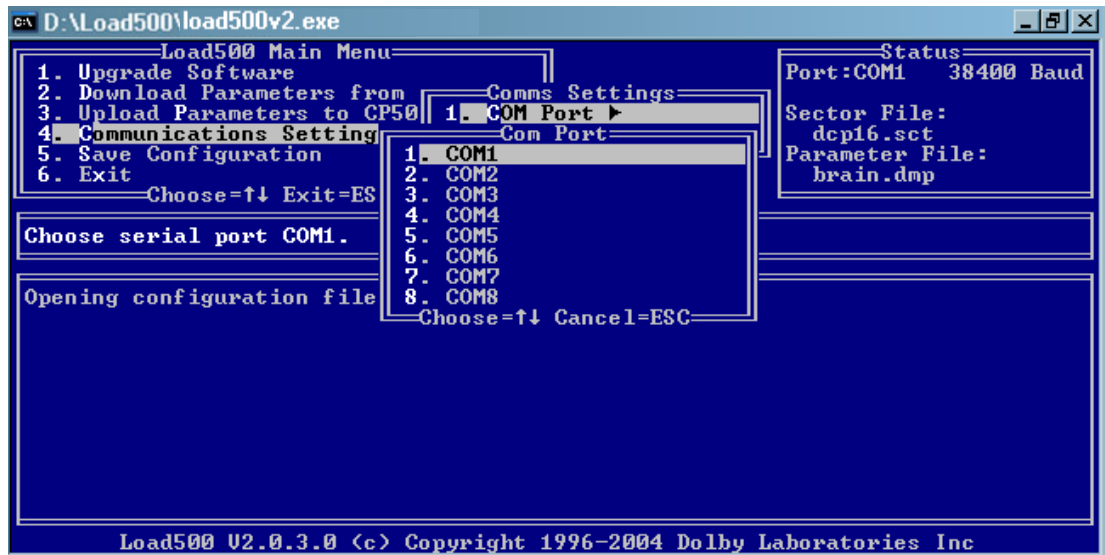 D:\Load500\load500v2.exe
Load500 Main Menu
1. Upgrade Software
2. Download Parameters from
3. Upload Parameters to CP50
4. Communications Setting
5. Save Configuration
6. Exit
Choose=↑↓ Exit=ES
Comms Settings
1. COM Port ►
Com Port
1. COM1
2. COM2
3. COM3
4. COM4
5. COM5
6. COM6
7. COM7
8. COM8
Choose=↑↓ Cancel=ESC
Status
Port:COM1 38400 Baud
Sector File:
dcp16.sct
Parameter File:
brain.dmp
Choose serial port COM1.
Opening configuration file
Load500 V2.0.3.0 (c) Copyright 1996-2004 Dolby Laboratories Inc